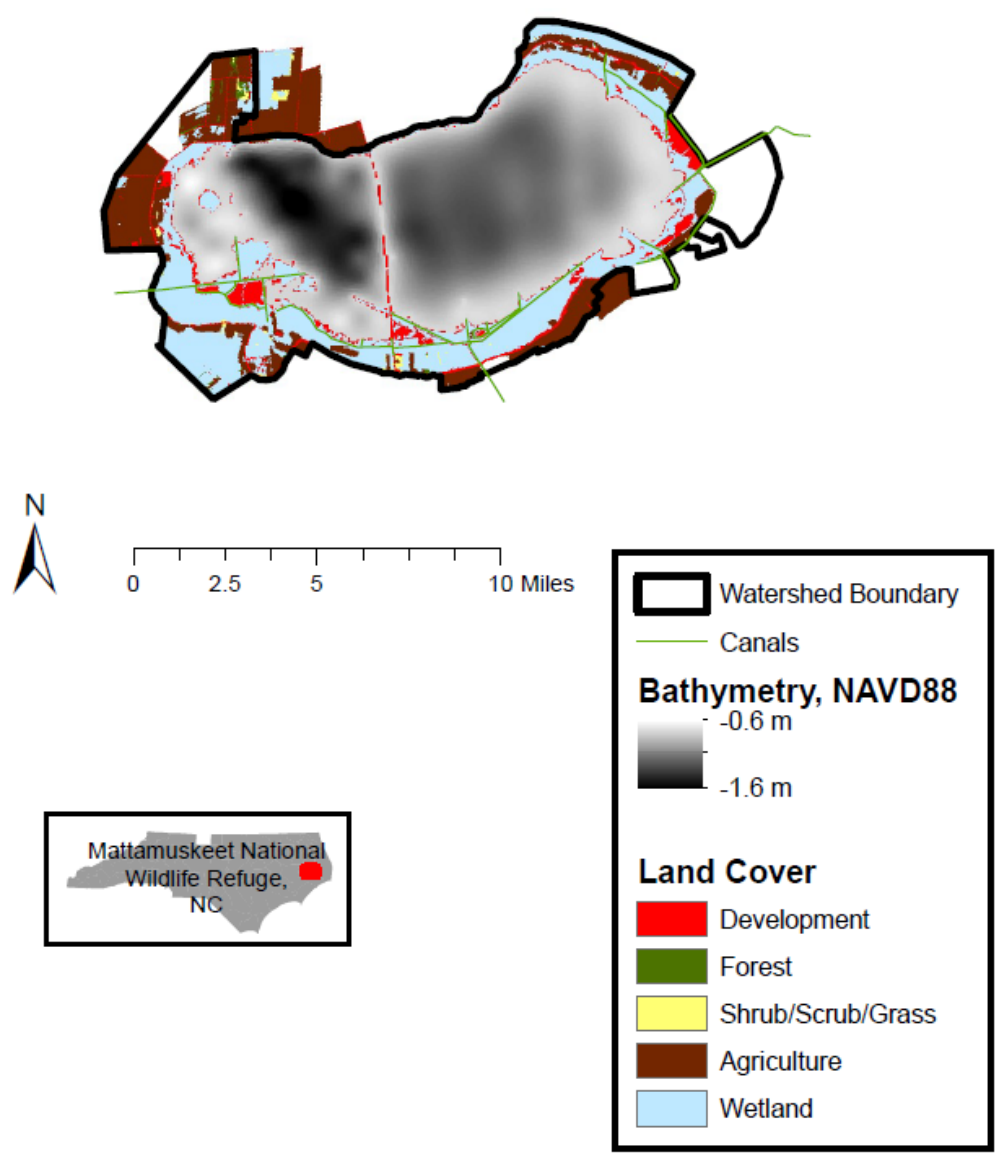 N
0 2.5 5 10 Miles
Watershed Boundary
Canals
Bathymetry, NAVD88
-0.6 m
-1.6 m
Mattamuskeet National
Wildlife Refuge,
NC
Land Cover
Development
Forest
Shrub/Scrub/Grass
Agriculture
Wetland